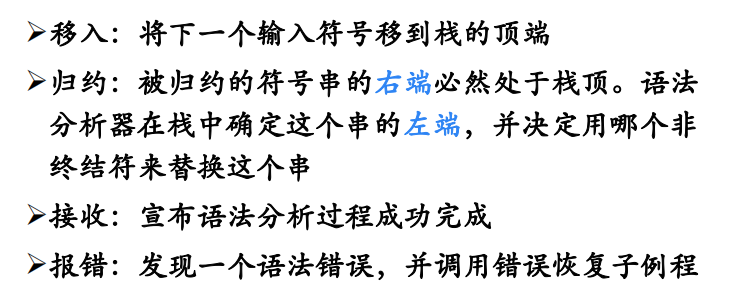 ➢移入：将下一个输入符号移到栈的顶端
➢归约：被归约的符号串的右端必然处于栈顶。语法
分析器在栈中确定这个串的左端，并决定用哪个非
终结符来替换这个串
➢接收：宣布语法分析过程成功完成
➢报错：发现一个语法错误，并调用错误恢复子例程